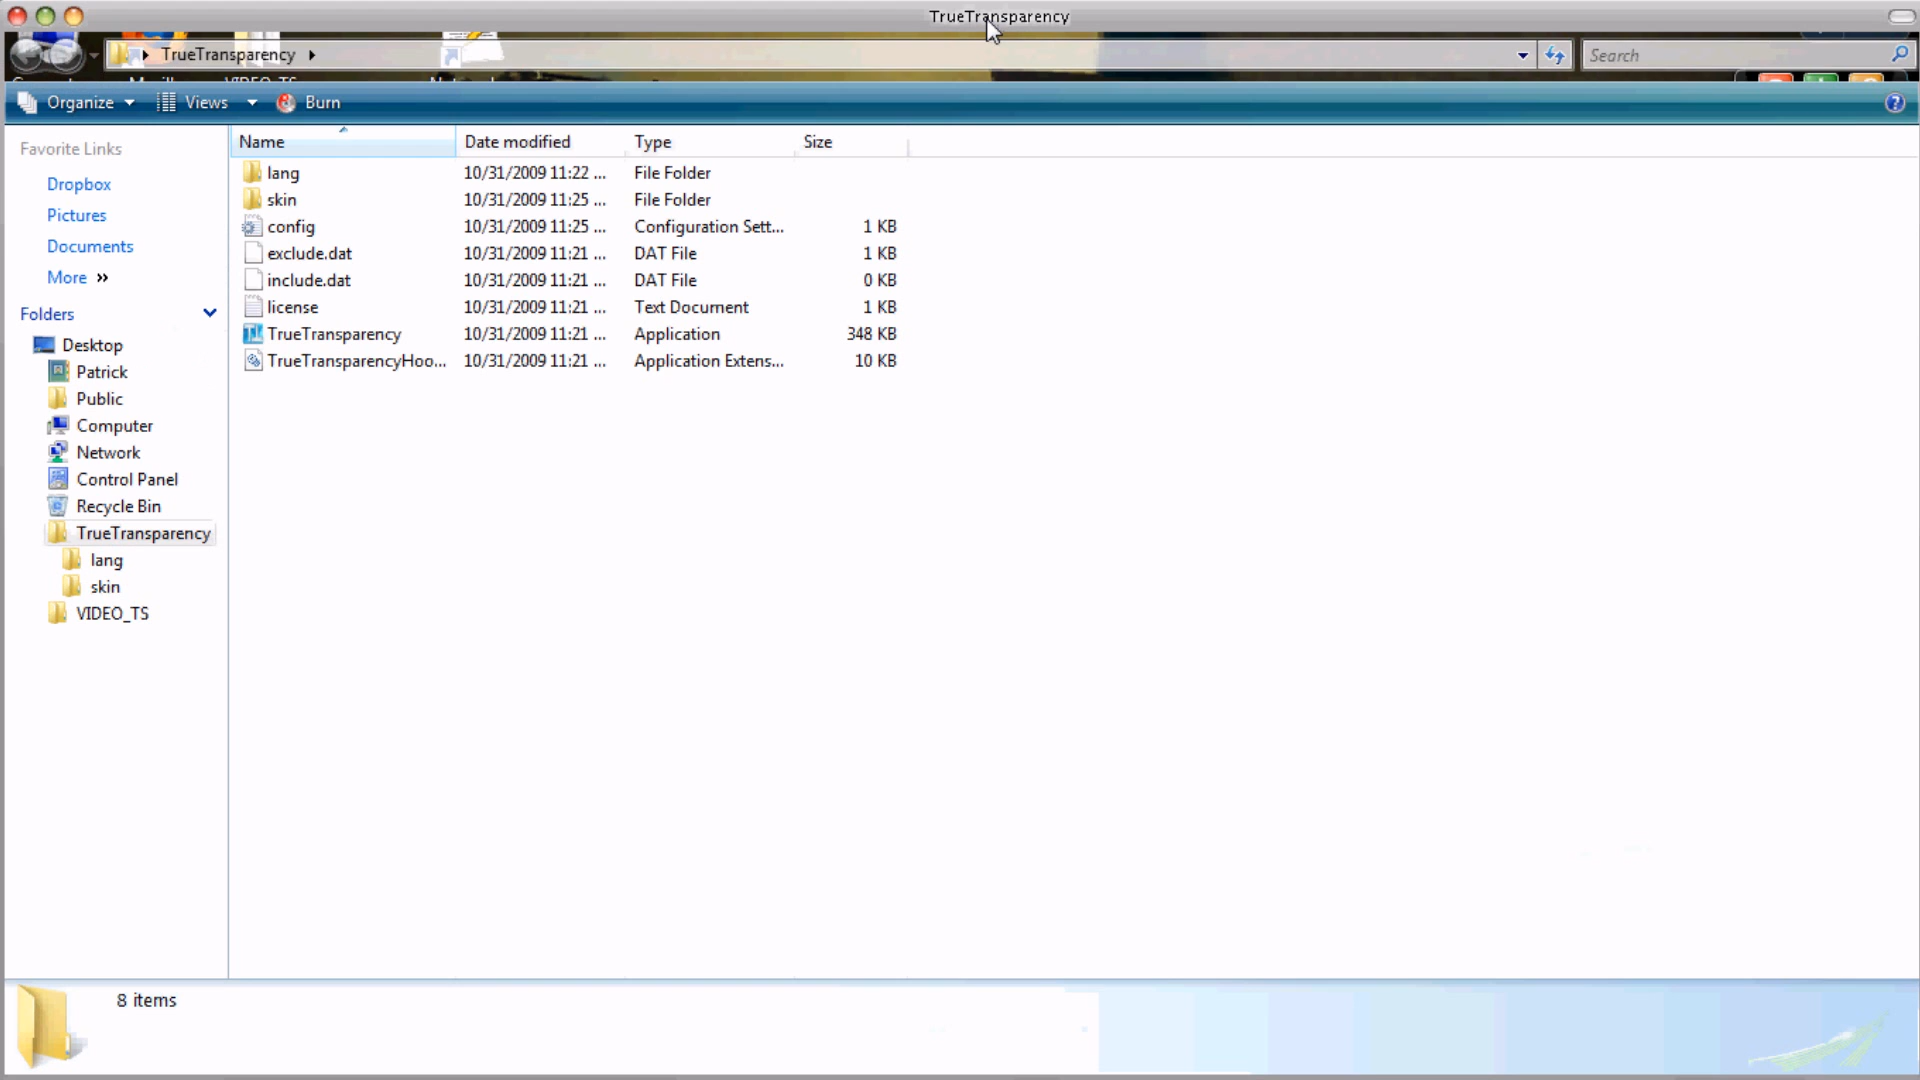 TrueTransparency
TrueTransparency
Search
Organize Views Burn
Favorite Links
Dropbox
Pictures
Documents
More »
Folders
Desktop
Patrick
Public
Computer
Network
Control Panel
Recycle Bin
TrueTransparency
lang
skin
VIDEO_TS
Name Date modified Type Size
lang 10/31/2009 11:22 ... File Folder
skin 10/31/2009 11:25 ... File Folder
config 10/31/2009 11:25 ... Configuration Sett... 1 KB
exclude.dat 10/31/2009 11:21 ... DAT File 1 KB
include.dat 10/31/2009 11:21 ... DAT File 0 KB
license 10/31/2009 11:21 ... Text Document 1 KB
TrueTransparency 10/31/2009 11:21 ... Application 348 KB
TrueTransparencyHoo... 10/31/2009 11:21 ... Application Extens... 10 KB
8 items